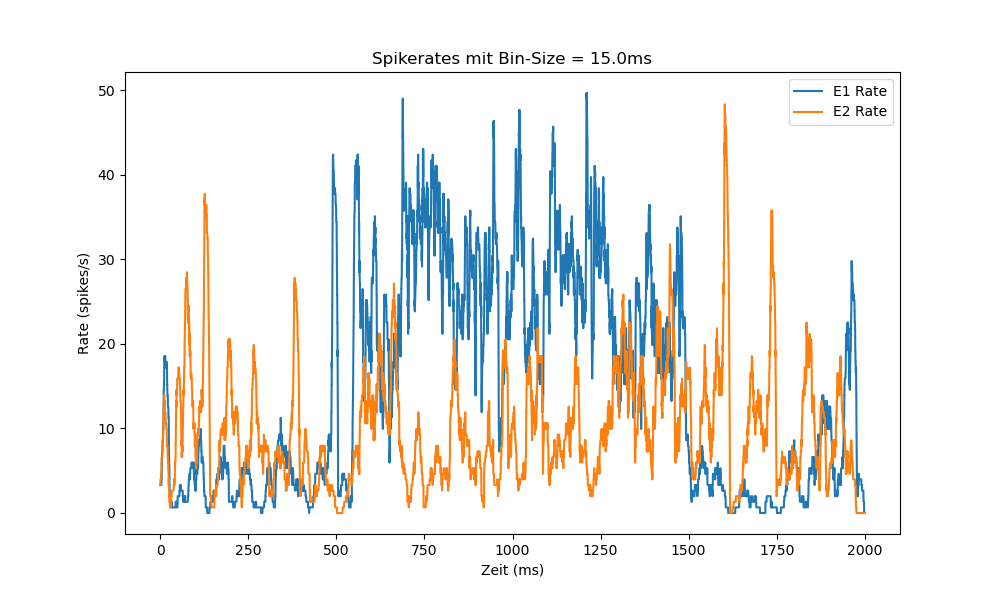 Spikerates mit Bin-Size = 15.0ms
E1 Rate
E2 Rate
50
40
30
20
10
0
Rate (spikes/s)
0 250 500 750 1000 1250 1500 1750 2000
Zeit (ms)